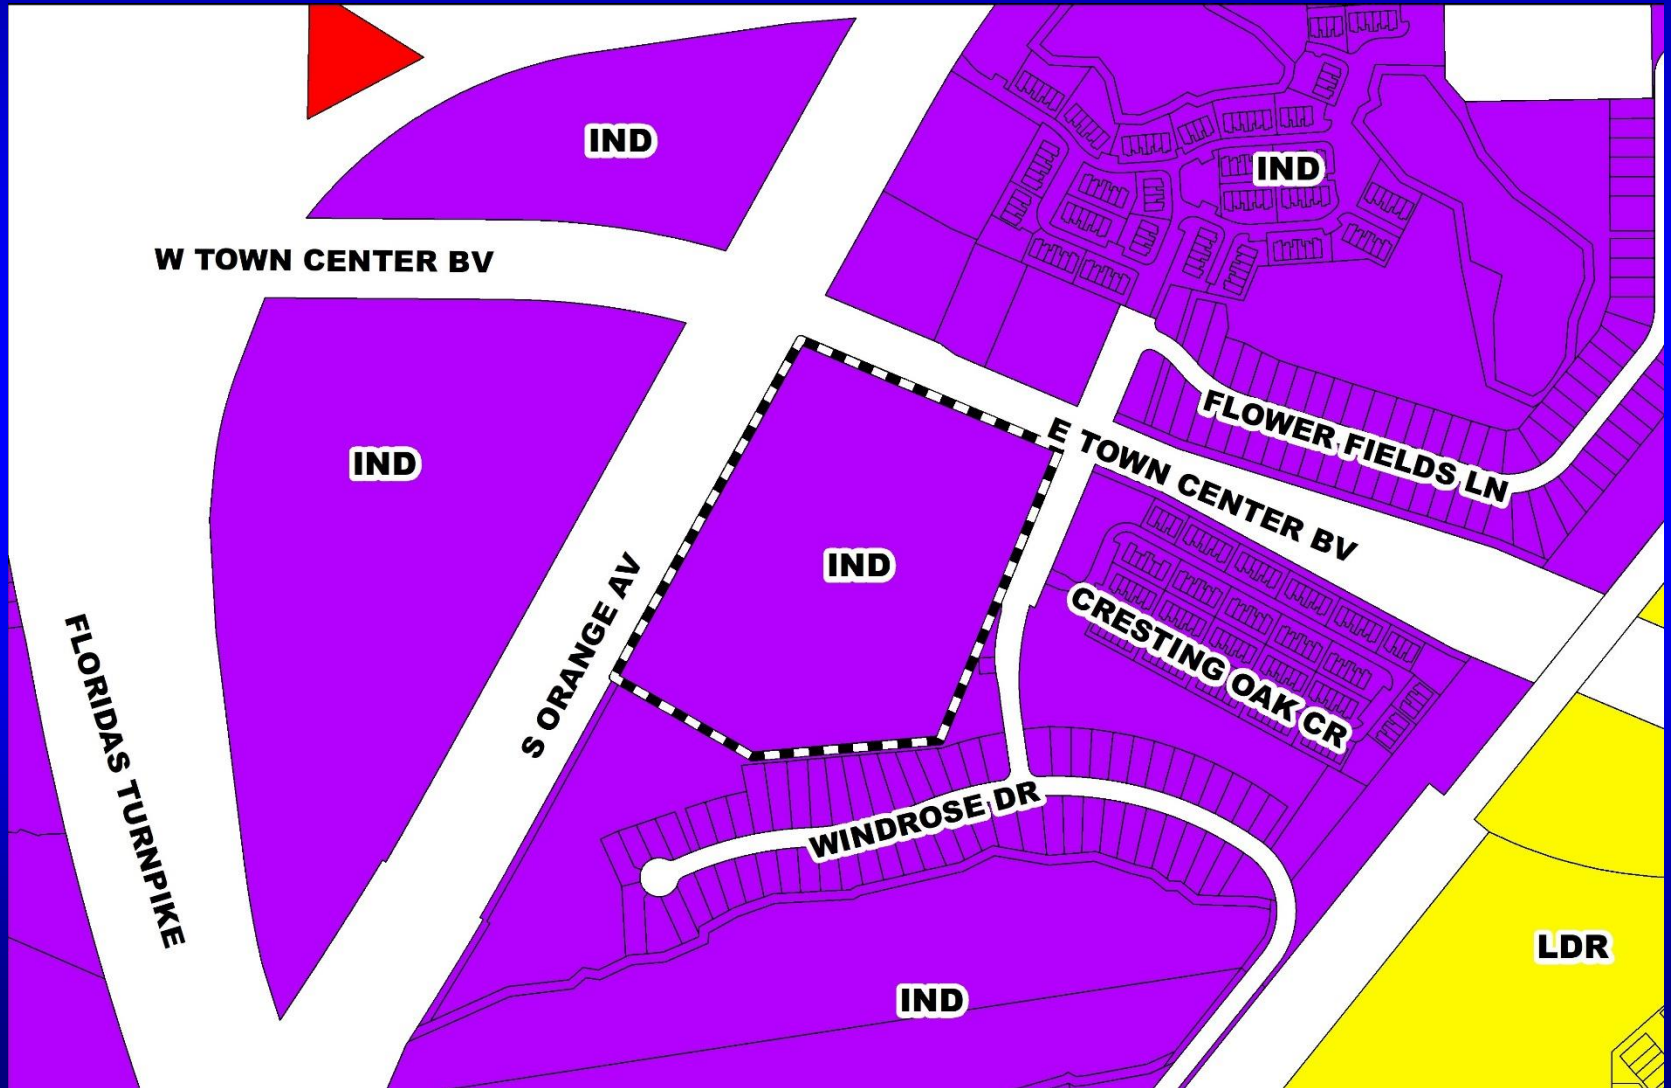 IND
IND
W TOWN CENTER BV
FLOWER FIELDS LN
E TOWN CENTER BV
IND
IND
S ORANGE AV
CRESTING OAK CR
FLORIDAS TURNPIKE
WINDROSE DR
LDR
IND